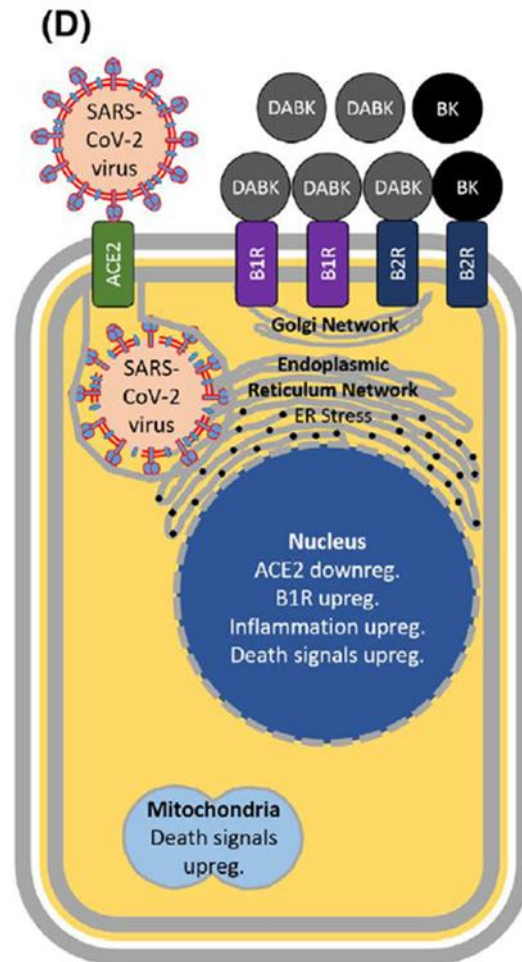 (D)
SARS-
CoV-2
virus
DABK
DABK
BK
DABK
DABK
DABK
BK
ACE2
B1R
B1R
B2R
B2R
Golgi Network
Endoplasmic
Reticulum Network
ER Stress
SARS-
CoV-2
virus
Nucleus
ACE2 downreg.
B1R upreg.
Inflammation upreg.
Death signals upreg.
Mitochondria
Death signals
upreg.